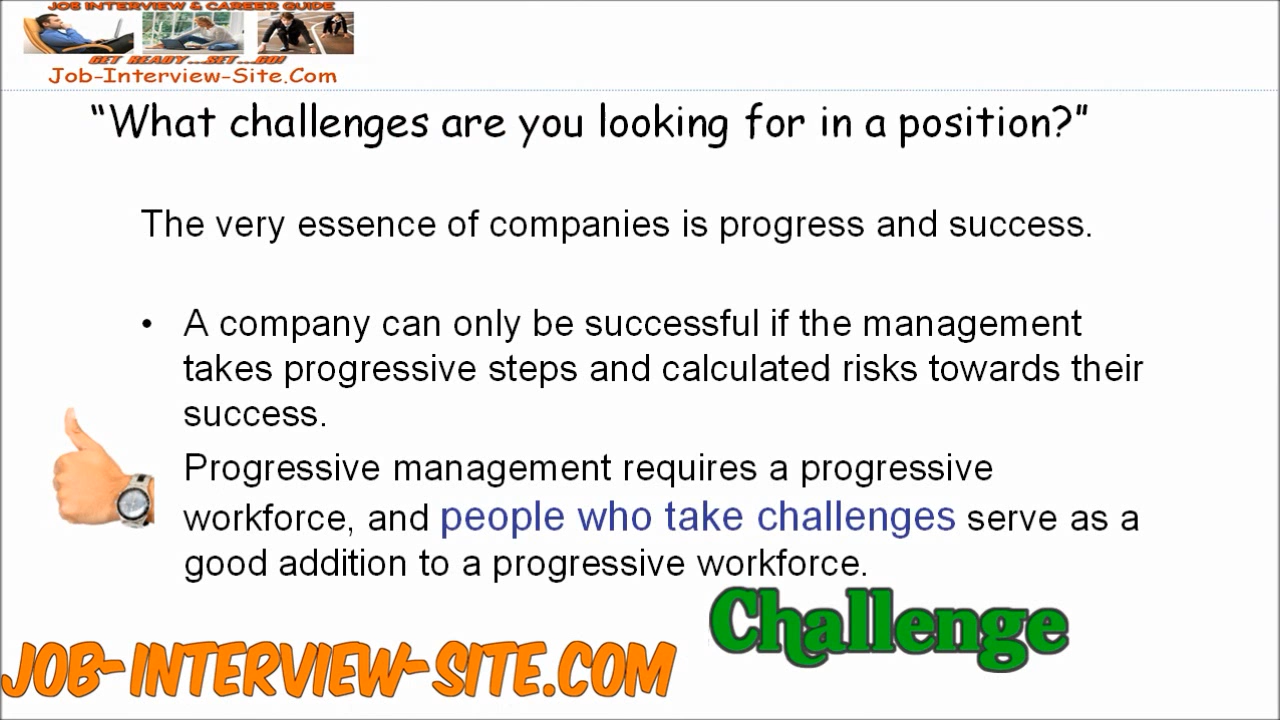 JOB INTERVIEW & CAREER GUIDE
GET READY...SET...GO!
Job-Interview-Site.Com
“What challenges are you looking for in a position?”
The very essence of companies is progress and success.
• A company can only be successful if the management
takes progressive steps and calculated risks towards their
success.
Progressive management requires a progressive
workforce, and people who take challenges serve as a
good addition to a progressive workforce.
Challenge
JOB-INTERVIEW-SITE.COM